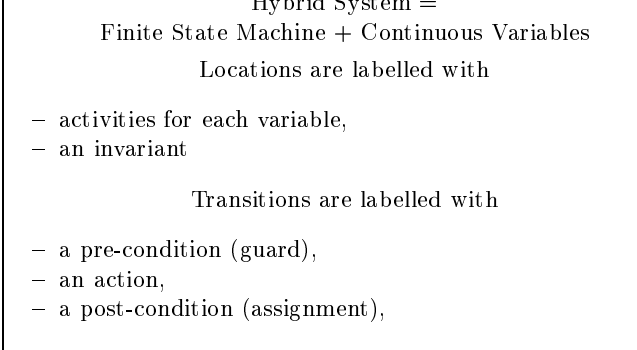 Hybrid System =
Finite State Machine + Continuous Variables
Locations are labelled with
– activities for each variable,
– an invariant
Transitions are labelled with
– a pre-condition (guard),
– an action,
– a post-condition (assignment),